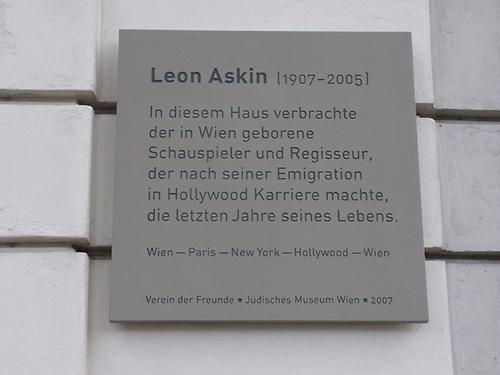 Leon Askin (1907–2005)
In diesem Haus verbrachte
der in Wien geborene
Schauspieler und Regisseur,
der nach seiner Emigration
in Hollywood Karriere machte,
die letzten Jahre seines Lebens.
Wien — Paris — New York — Hollywood — Wien
Verein der Freunde ■ Jüdisches Museum Wien ■ 2007